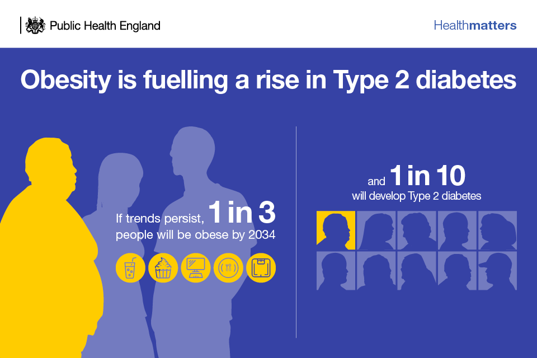 Public Health England
Healthmatters
Obesity is fuelling a rise in Type 2 diabetes
If trends persist, 1 in 3
people will be obese by 2034
and 1 in 10
will develop Type 2 diabetes